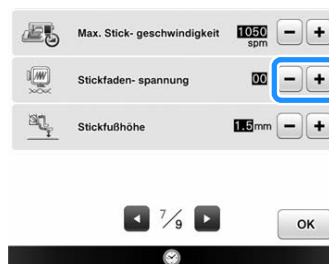 Max. Stick- geschwindigkeit 1050 spm - +
Stickfaden- spannung 00 - +
Stickfußhöhe 1.5mm - +
7/9 OK